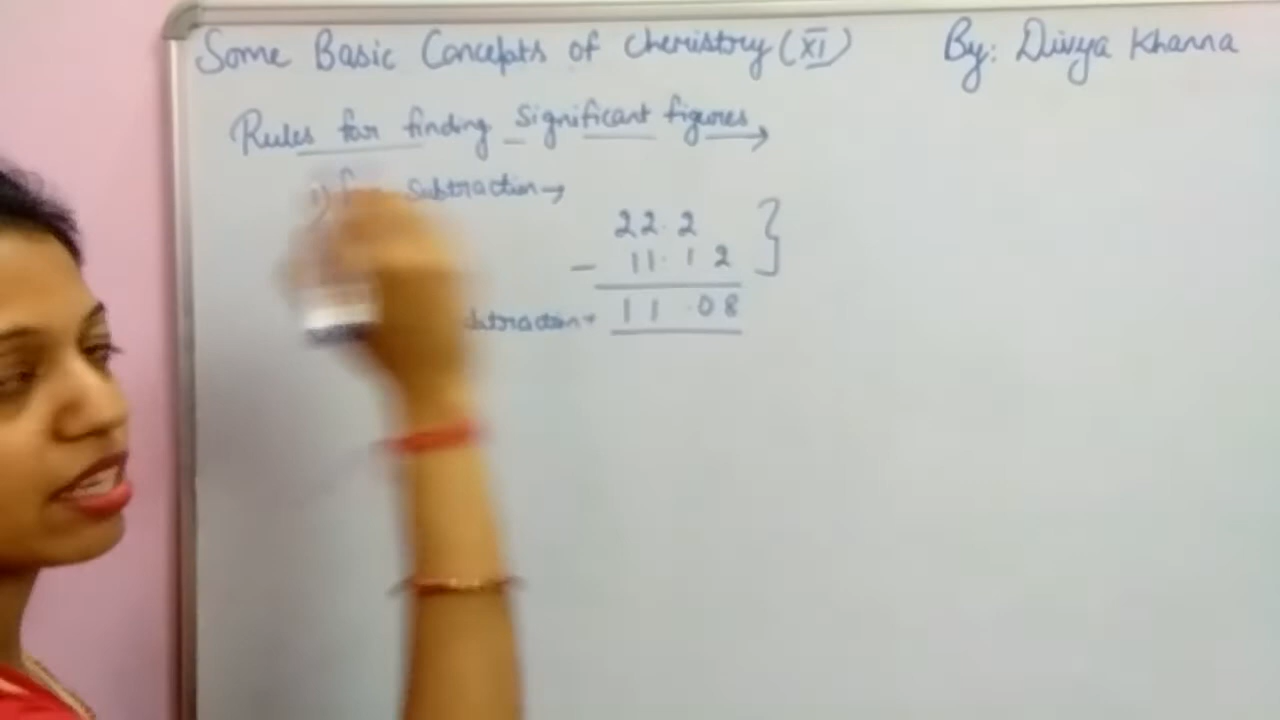 Some Basic Concepts of Chemistry (XI) By: Divya Khanna
Rules for finding significant figures →
1) Subtraction →
22.2
- 11.12
11.08